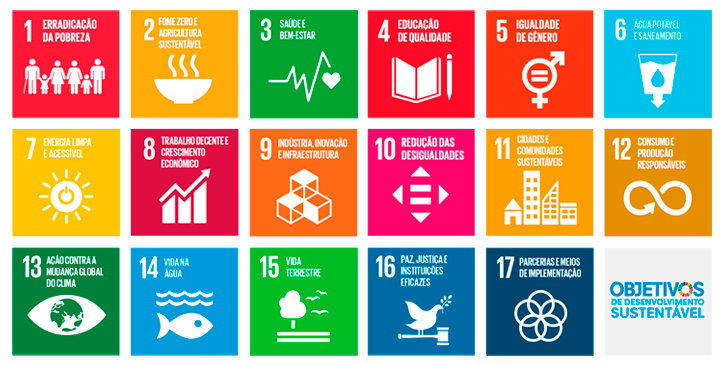 1 ERRADICAÇÃO
DA POBREZA
2 FOME ZERO E
AGRICULTURA
SUSTENTÁVEL
3 SAÚDE E
BEM-ESTAR
4 EDUCAÇÃO
DE QUALIDADE
5 IGUALDADE
DE GÊNERO
6 ÁGUA POTÁVEL
E SANEAMENTO
7 ENERGIA LIMPA
E ACESSÍVEL
8 TRABALHO DECENTE E
CRESCIMENTO
ECONÔMICO
9 INDÚSTRIA, INOVAÇÃO
E INFRAESTRUTURA
10 REDUÇÃO DAS
DESIGUALDADES
11 CIDADES E
COMUNIDADES
SUSTENTÁVEIS
12 CONSUMO E
PRODUÇÃO
RESPONSÁVEIS
13 AÇÃO CONTRA A
MUDANÇA GLOBAL
DO CLIMA
14 VIDA NA
ÁGUA
15 VIDA
TERRESTRE
16 PAZ, JUSTIÇA E
INSTITUIÇÕES
EFICAZES
17 PARCERIAS E MEIOS
DE IMPLEMENTAÇÃO
OBJETIVOS
DE DESENVOLVIMENTO
SUSTENTÁVEL